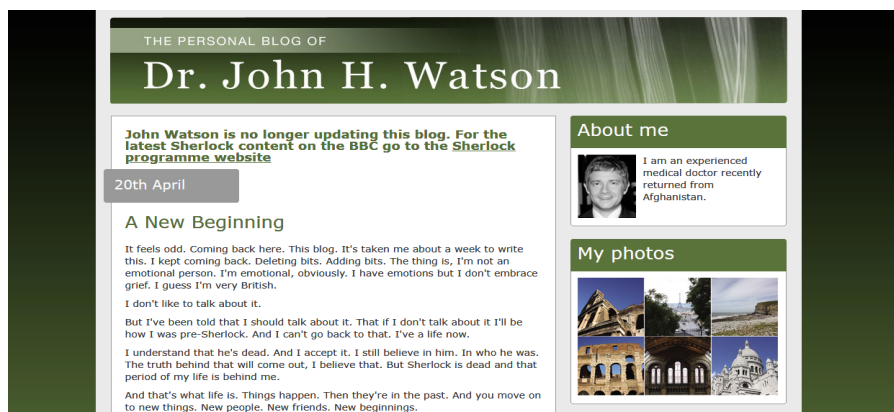 THE PERSONAL BLOG OF
Dr. John H. Watson
John Watson is no longer updating this blog. For the
latest Sherlock content on the BBC go to the Sherlock
programme website
20th April
A New Beginning
It feels odd. Coming back here. This blog. It's taken me about a week to write
this. I kept coming back. Deleting bits. Adding bits. The thing is, I'm not an
emotional person. I'm emotional, obviously. I have emotions but I don't embrace
grief. I guess I'm very British.
I don't like to talk about it.
But I've been told that I should talk about it. That if I don't talk about it I'll be
how I was pre-Sherlock. And I can't go back to that. I've a life now.
I understand that he's dead. And I accept it. I still believe in him. In who he was.
The truth behind that will come out, I believe that. But Sherlock is dead and that
period of my life is behind me.
And that's what life is. Things happen. Then they're in the past. And you move on
to new things. New people. New friends. New beginnings.
About me
I am an experienced
medical doctor recently
returned from
Afghanistan.
My photos